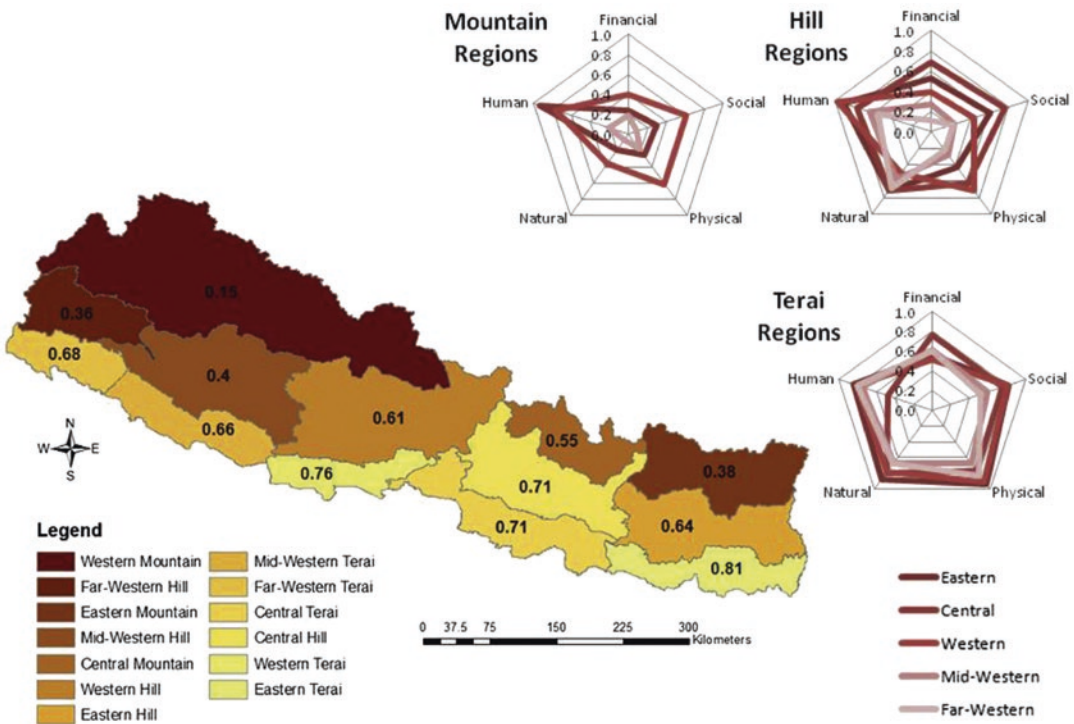 Mountain
Regions
Financial
1.0
0.8
0.6
0.4
0.2
0.0
Human
Social
Natural
Physical
Hill
Regions
Financial
1.0
0.8
0.6
0.4
0.2
0.0
Human
Social
Natural
Physical
Terai
Regions
Financial
1.0
0.8
0.6
0.4
0.2
0.0
Human
Social
Natural
Physical
0.15
0.36
0.68
0.4
0.66
0.61
0.76
0.55
0.71
0.71
0.38
0.64
0.81
N
W E
S
Legend
Western Mountain
Far-Western Hill
Eastern Mountain
Mid-Western Hill
Central Mountain
Western Hill
Eastern Hill
Mid-Western Terai
Far-Western Terai
Central Terai
Central Hill
Western Terai
Eastern Terai
0 37.5 75 150 225 300
Kilometers
Eastern
Central
Western
Mid-Western
Far-Western